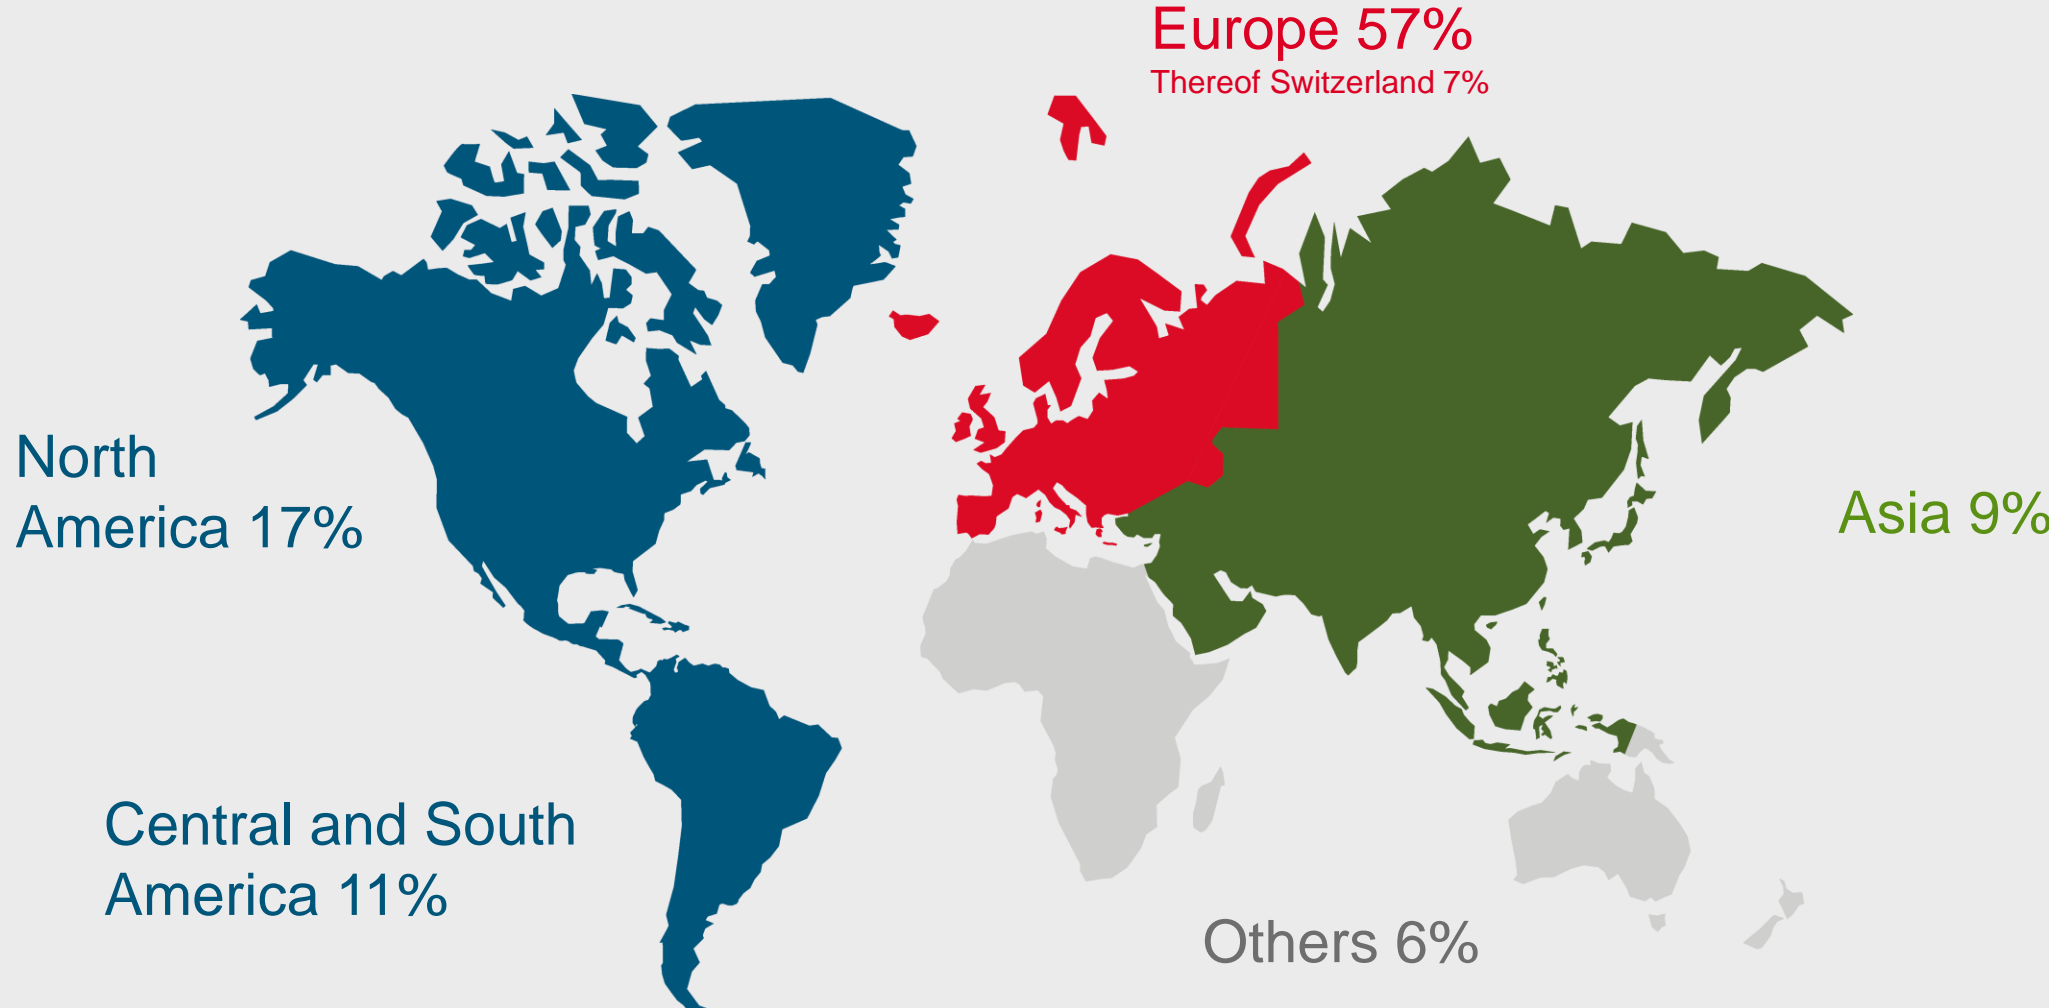 Europe 57%
Thereof Switzerland 7%
North
America 17%
Asia 9%
Central and South
America 11%
Others 6%